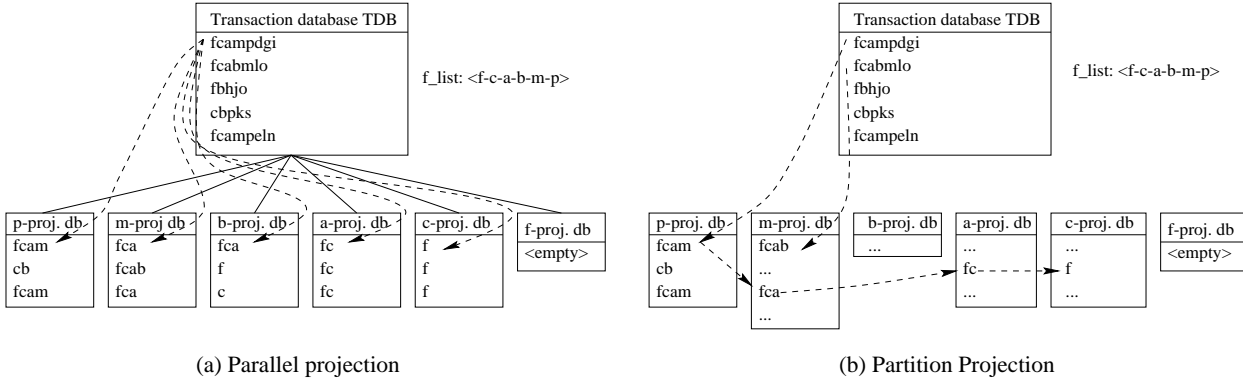 Transaction database TDB
fcampdgi
fcabmlo
fbhjo
cbpks
fcampeln
f_list: <f-c-a-b-m-p>
p-proj. db
fcam
cb
fcam
m-proj. db
fca
fcab
fca
b-proj. db
fca
f
c
a-proj. db
fc
fc
fc
c-proj. db
f
f
f
f-proj. db
<empty>
(a) Parallel projection
Transaction database TDB
fcampdgi
fcabmlo
fbhjo
cbpks
fcampeln
f_list: <f-c-a-b-m-p>
p-proj. db
fcam
cb
fcam
m-proj. db
fcab
...
fca
...
b-proj. db
...
a-proj. db
...
fc
...
c-proj. db
...
f
...
f-proj. db
<empty>
(b) Partition Projection